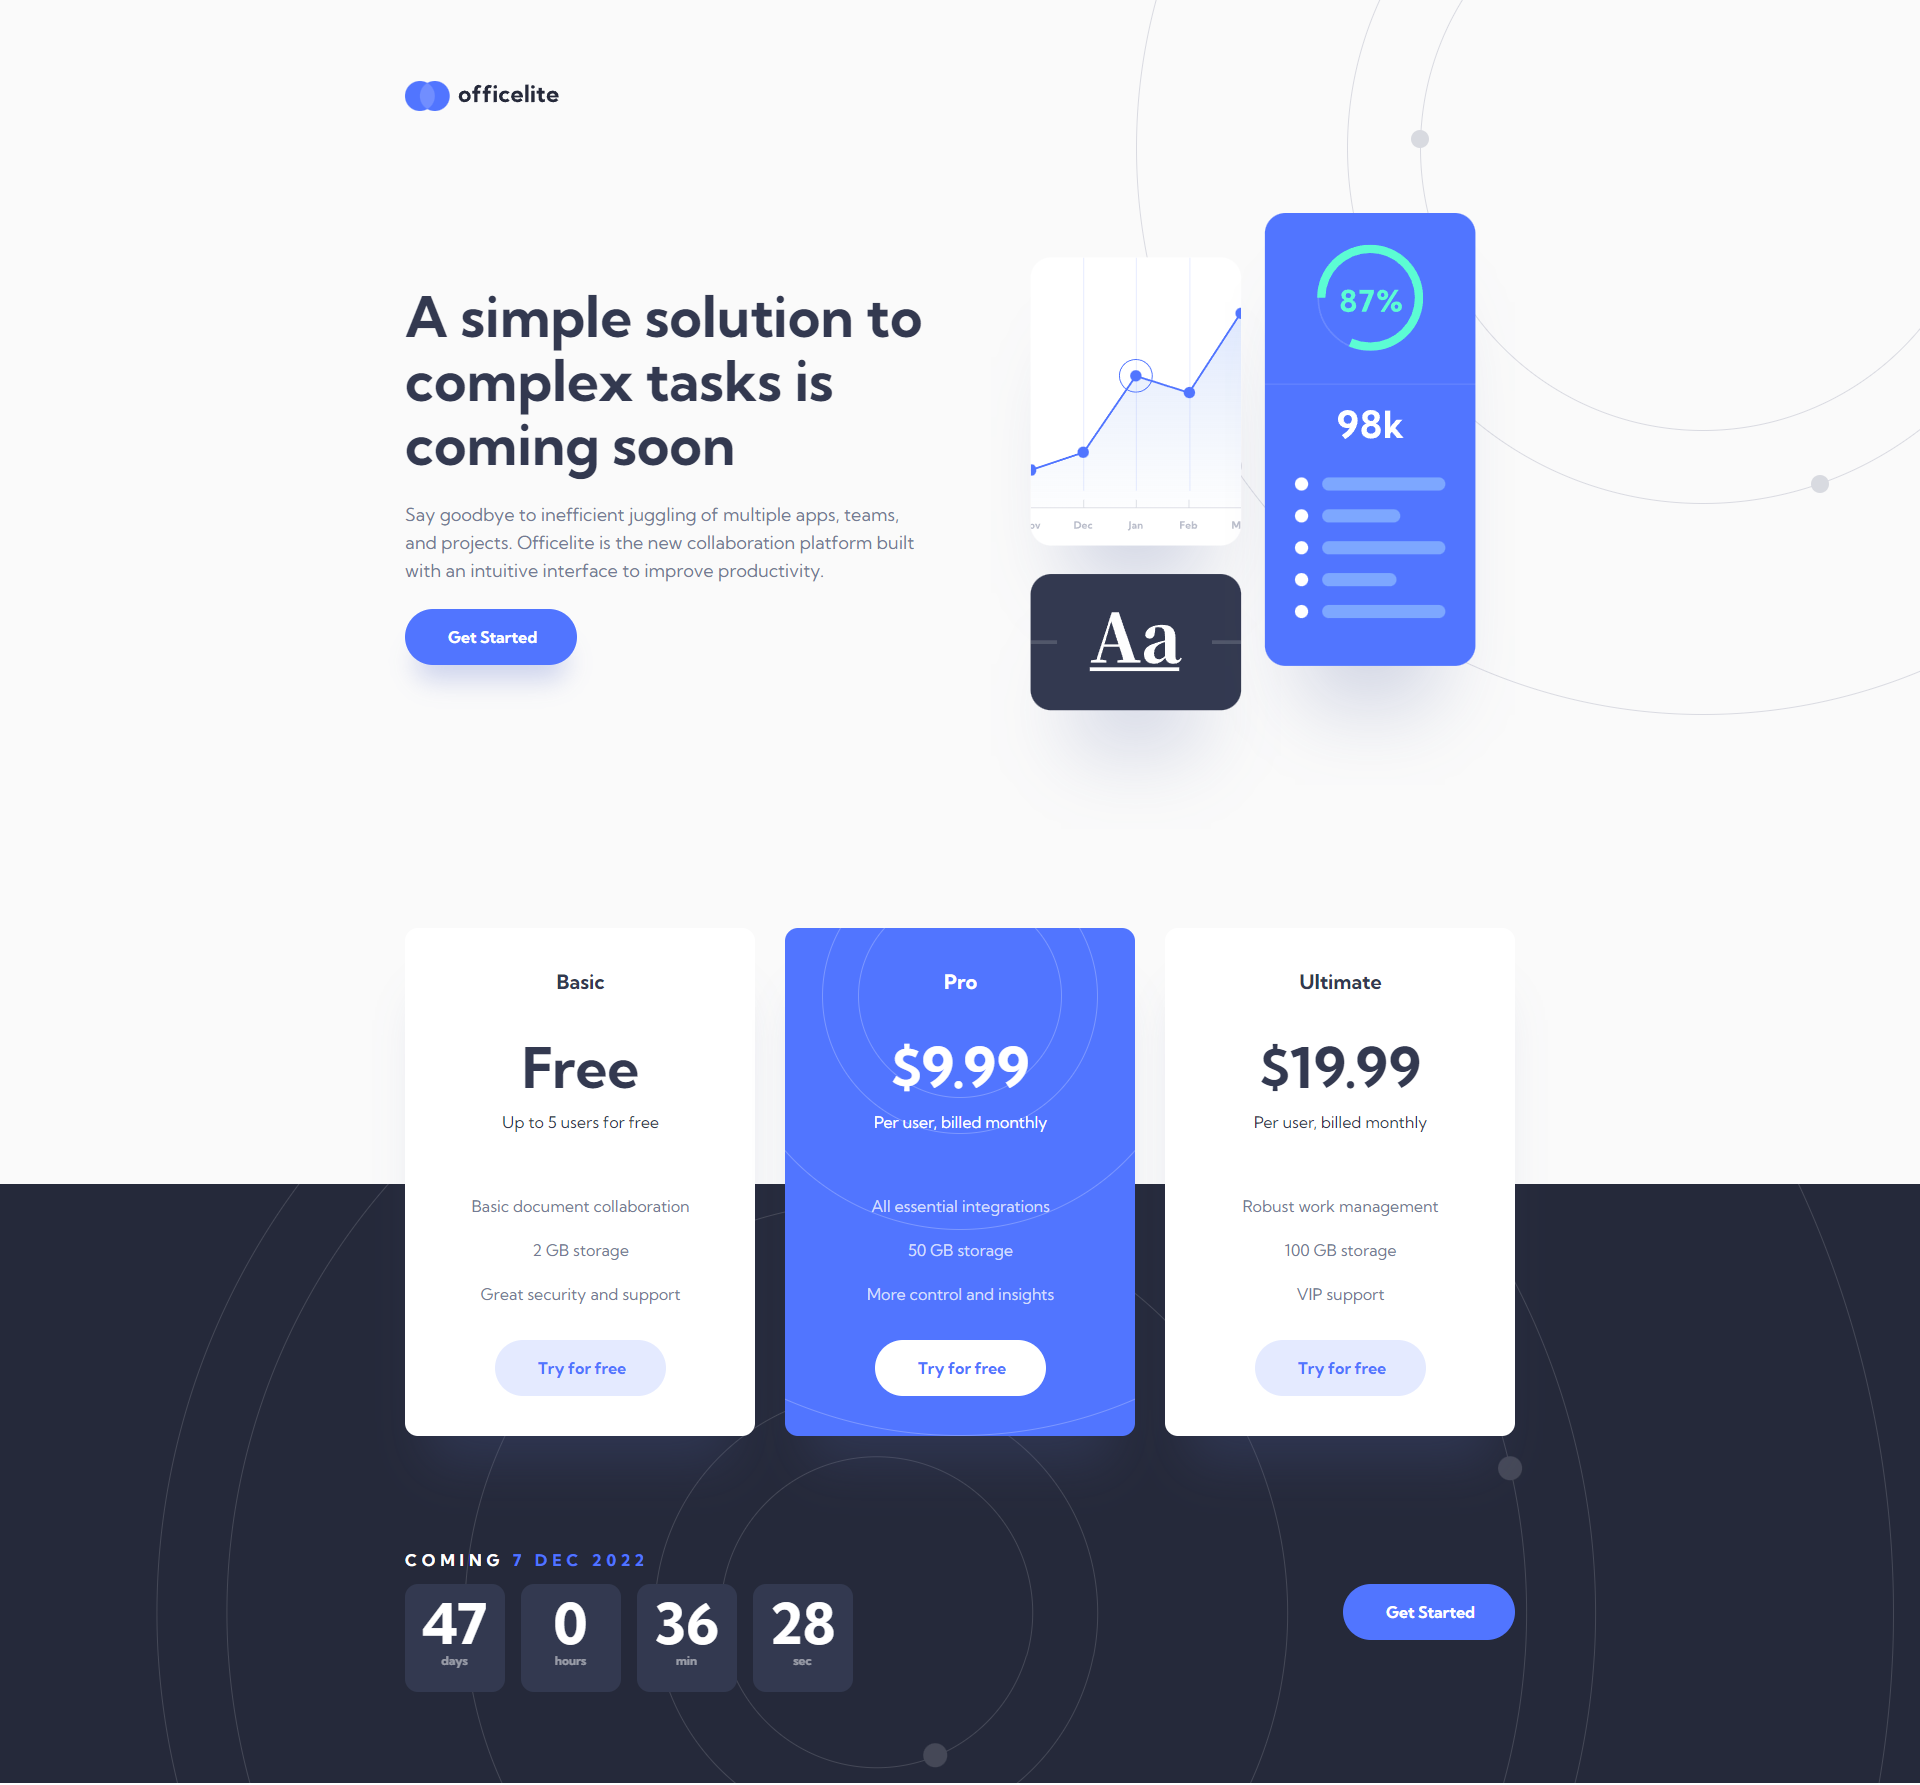 officelite
A simple solution to
complex tasks is
coming soon
Say goodbye to inefficient juggling of multiple apps, teams,
and projects. Officelite is the new collaboration platform built
with an intuitive interface to improve productivity.
Get Started
ov Dec Jan Feb M
Aa
87%
98k
Basic
Free
Up to 5 users for free
Basic document collaboration
2 GB storage
Great security and support
Try for free
Pro
$9.99
Per user, billed monthly
All essential integrations
50 GB storage
More control and insights
Try for free
Ultimate
$19.99
Per user, billed monthly
Robust work management
100 GB storage
VIP support
Try for free
COMING 7 DEC 2022
47 0 36 28
days hours min sec
Get Started